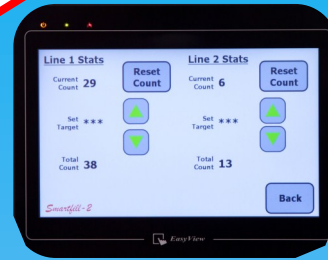 Line 1 Stats
Current Count 29
Reset Count
Set Target ***
Total Count 38
Line 2 Stats
Current Count 6
Reset Count
Set Target ***
Total Count 13
Smartfill-2
Back
EasyView